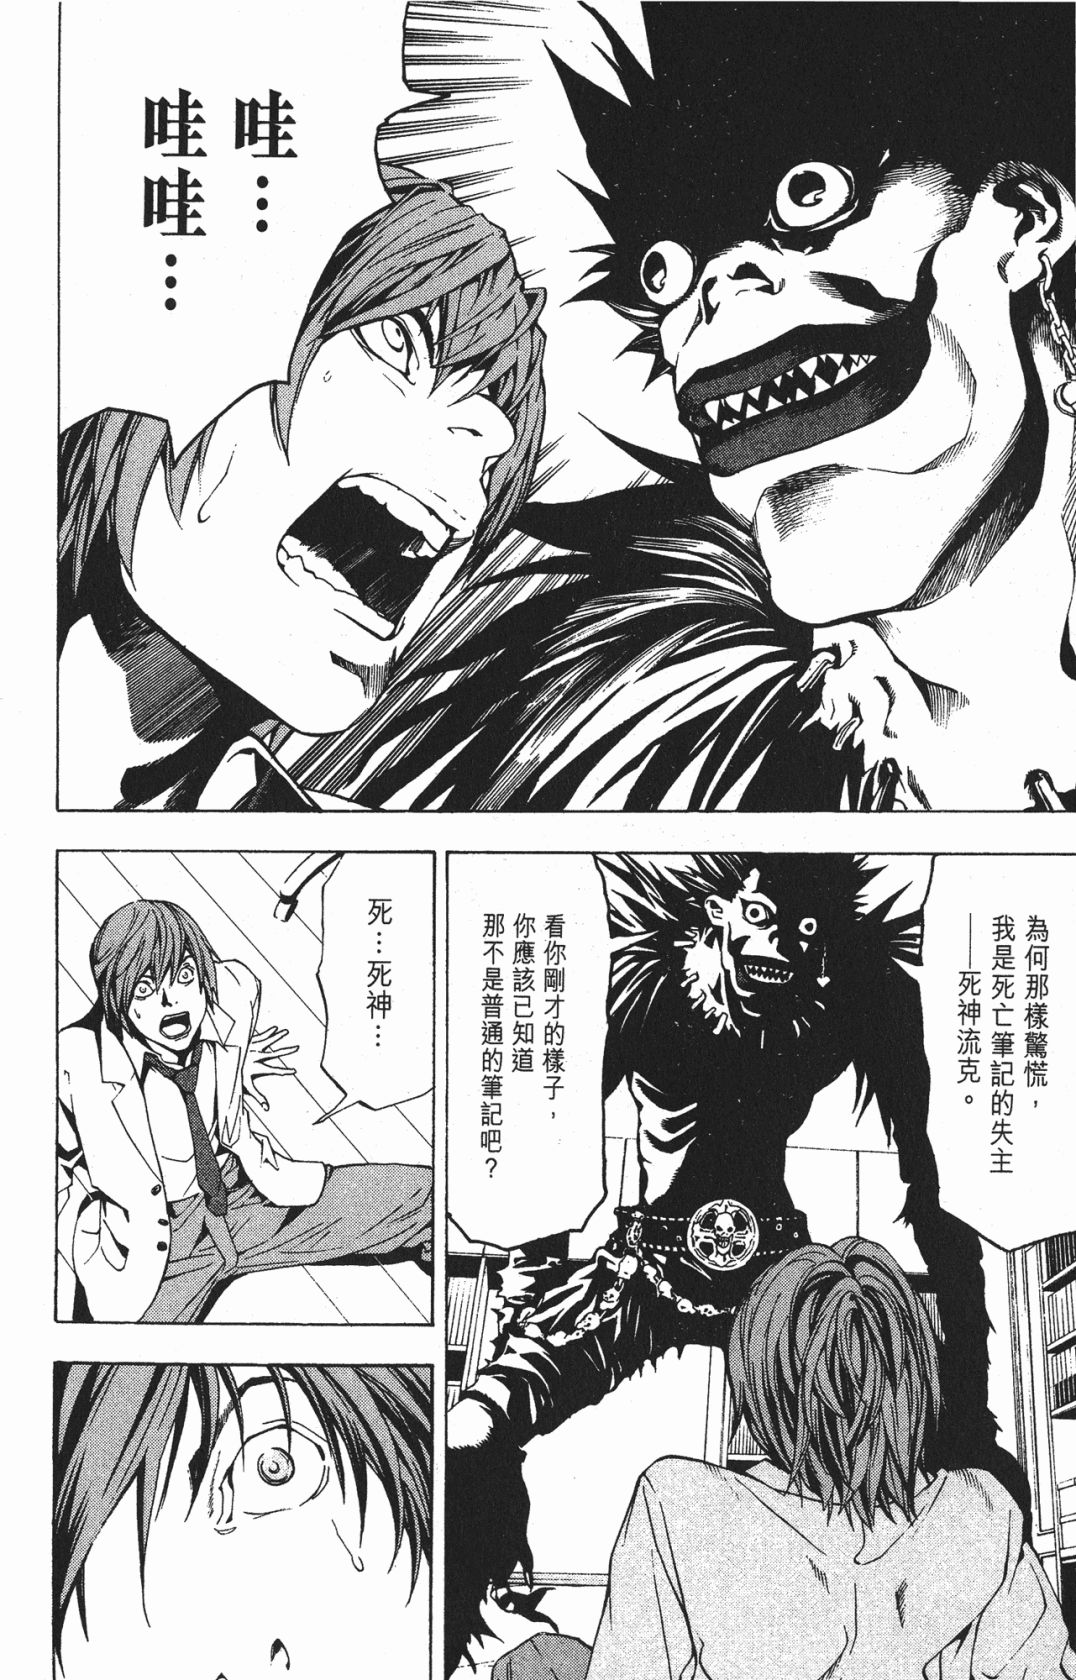 哇…
哇哇…
為何那樣驚慌，
我是死亡筆記的失主
——死神流克。
看你剛才的樣子，
你應該已知道
那不是普通的筆記吧？
死…死神…